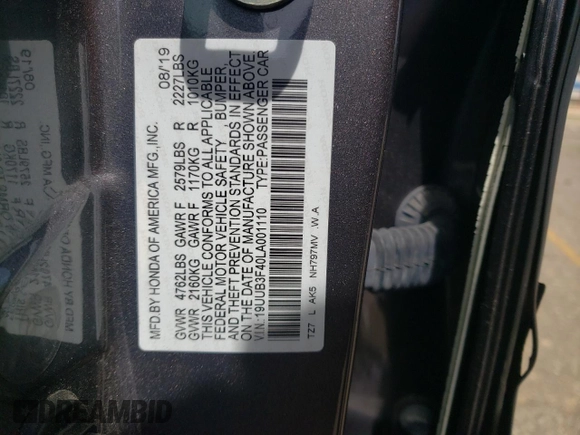 MFD.BY HONDA OF AMERICA MFG.,INC. 08/19
GVWR 4762LBS GAWR F 2579LBS R 2227LBS
GVWR 2160KG GAWR F 1170KG R 1010KG
THIS VEHICLE CONFORMS TO ALL APPLICABLE
FEDERAL MOTOR VEHICLE SAFETY , BUMPER,
AND THEFT PREVENTION STANDARDS IN EFFECT
ON THE DATE OF MANUFACTURE SHOWN ABOVE.
V.I.N.:19UUB3F40LA001110 TYPE:PASSENGER CAR
TZ7 L AK5 NH797MV .W.A
DREAMBID